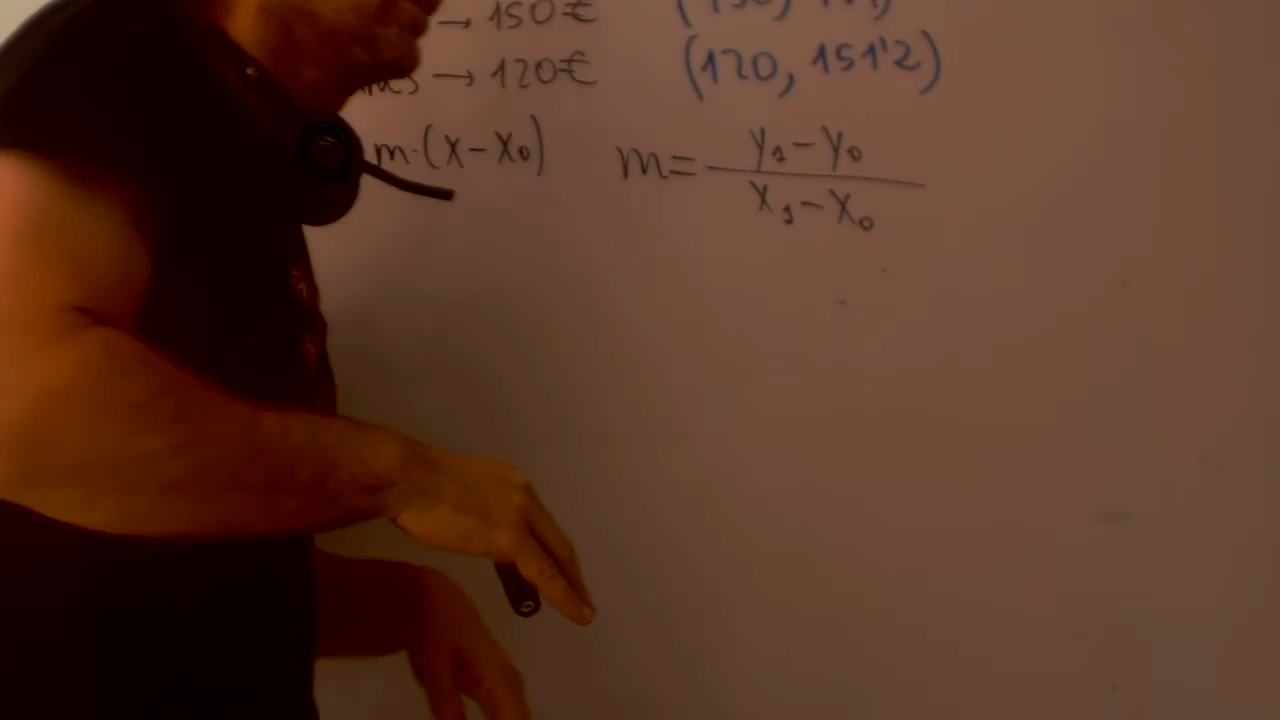 → 150€
→ 120€ (120, 151'2)
m·(x-x₀) m= y₁-y₀
x₁-x₀